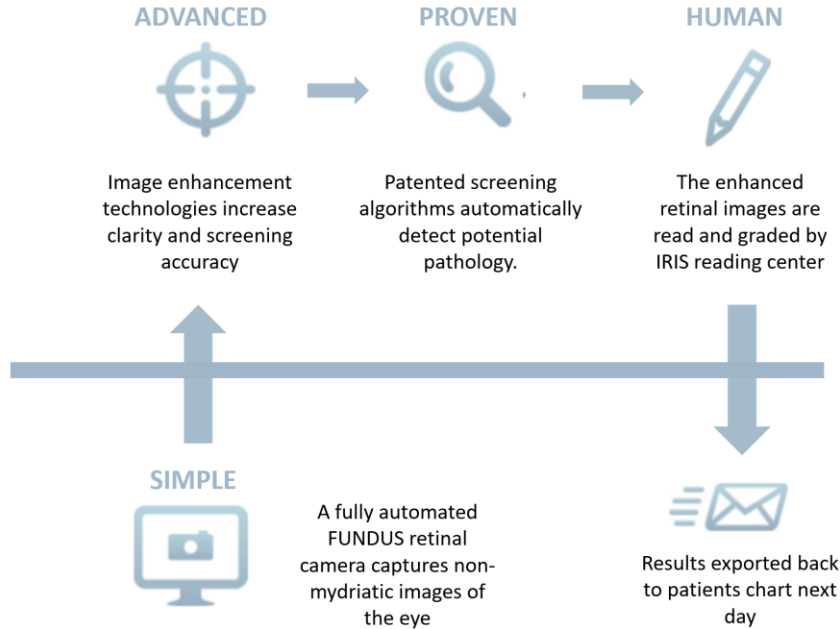 ADVANCED
Image enhancement
technologies increase
clarity and screening
accuracy
PROVEN
Patented screening
algorithms automatically
detect potential
pathology.
HUMAN
The enhanced
retinal images are
read and graded by
IRIS reading center
SIMPLE
A fully automated
FUNDUS retinal
camera captures non-
mydriatic images of
the eye
Results exported back
to patients chart next
day